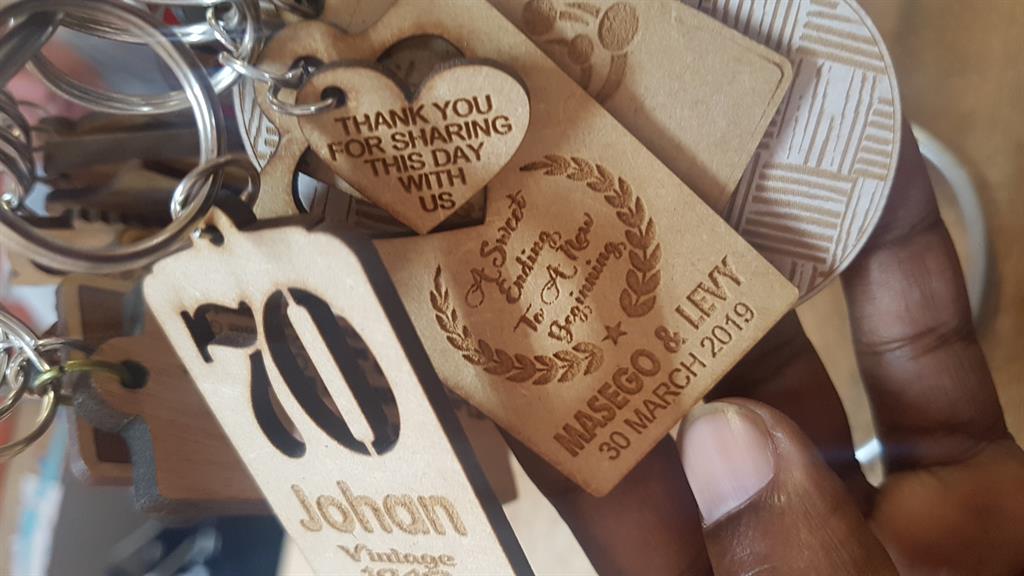 THANK YOU
FOR SHARING
THIS DAY
WITH
US
A Sweet
Ending
To A New
Beginning
MASEGO & LEVY
30 MARCH 2019
70
Johan
Vintage